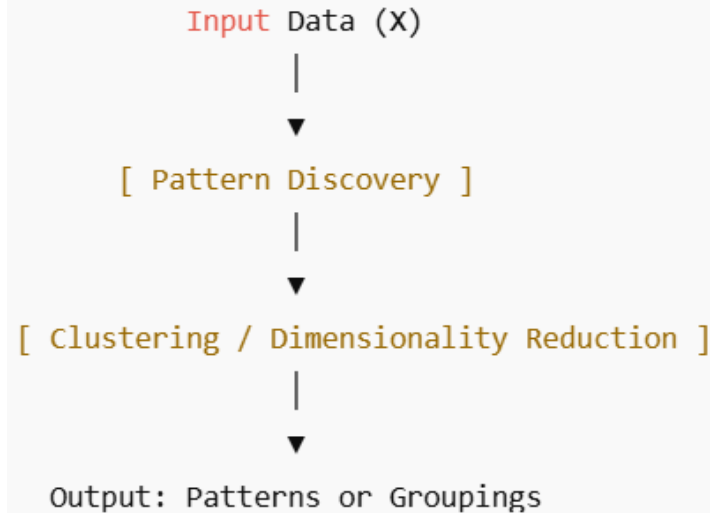 Input Data (X)
[ Pattern Discovery ]
[ Clustering / Dimensionality Reduction ]
Output: Patterns or Groupings